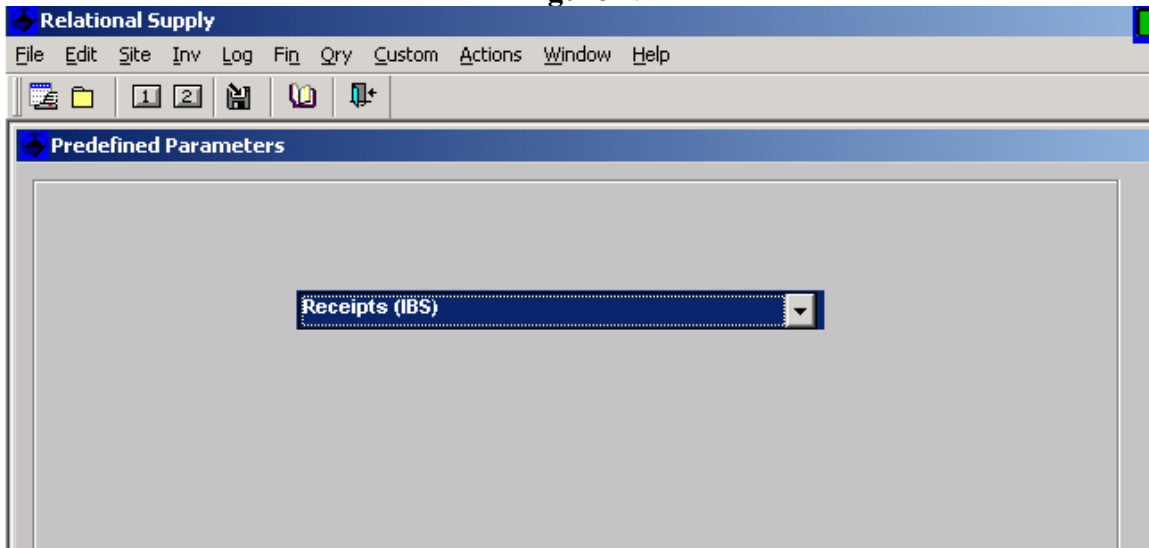 Relational Supply
File Edit Site Inv Log Fin Qry Custom Actions Window Help
1 2
Predefined Parameters
Receipts (IBS)